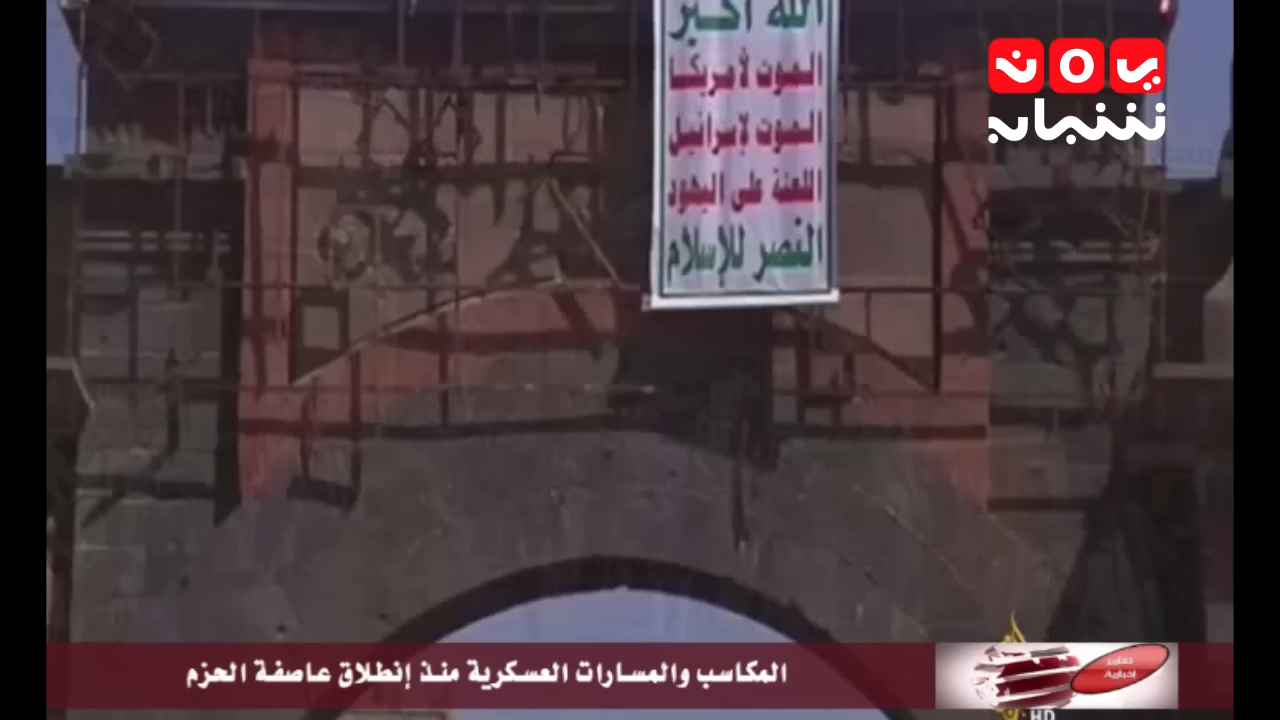 الله أكبر
الموت لأمريكا
الموت لإسرائيل
اللعنة على اليهود
النصر للإسلام
يمن
شباب
المكاسب والمسارات العسكرية منذ إنطلاق عاصفة الحزم
تقارير
إخبارية
HD